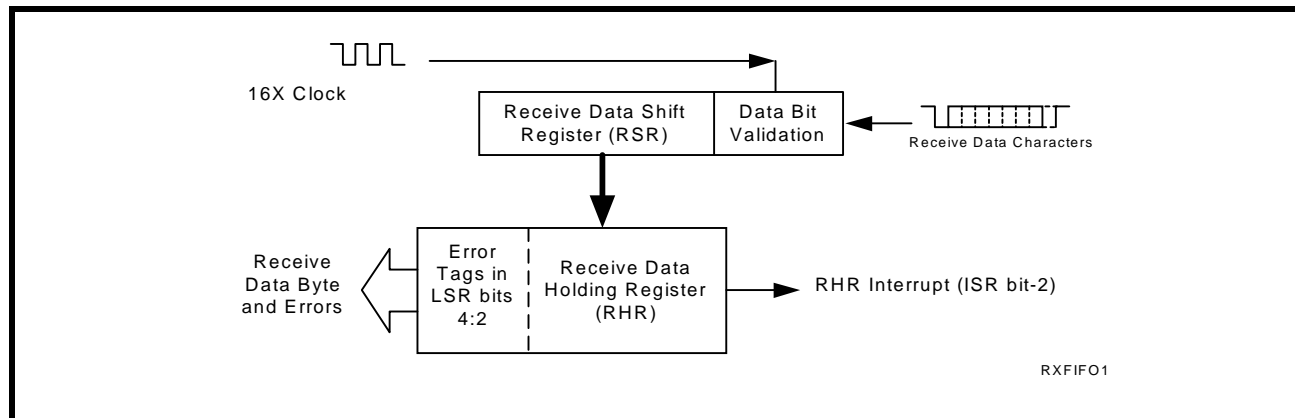 16X Clock
Receive Data Shift
Register (RSR)
Data Bit
Validation
Receive Data Characters
Receive
Data Byte
and Errors
Error
Tags in
LSR bits
4:2
Receive Data
Holding Register
(RHR)
RHR Interrupt (ISR bit-2)
RXFIFO1